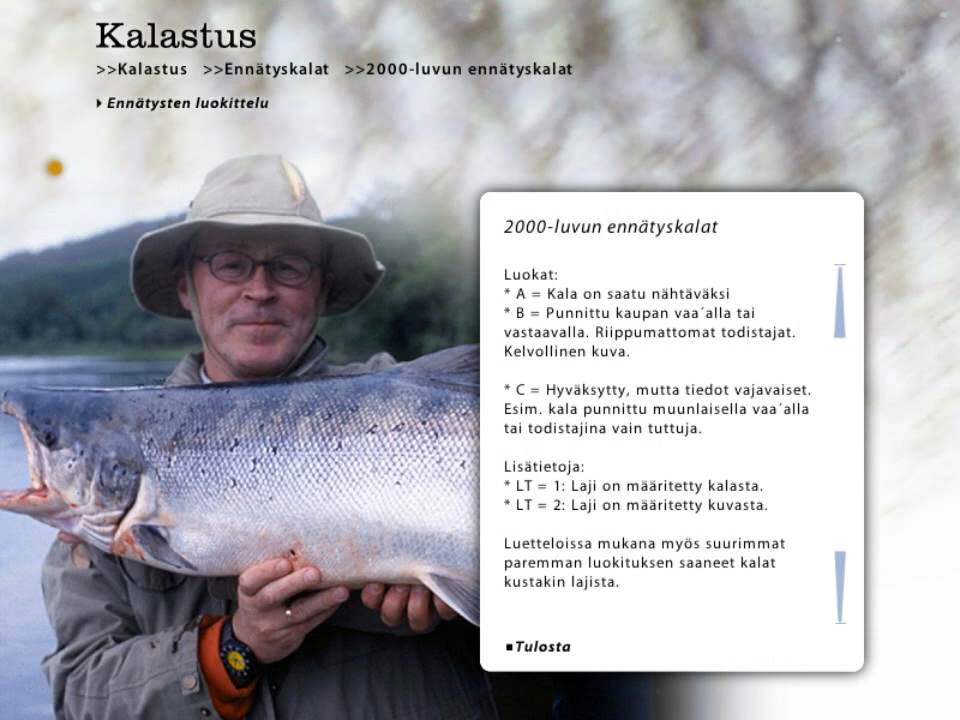 Kalastus
>>Kalastus >>Ennätyskalat >>2000-luvun ennätyskalat
Ennätysten luokittelu
2000-luvun ennätyskalat
Luokat:
* A = Kala on saatu nähtäväksi
* B = Punnittu kaupan vaa´alla tai
vastaavalla. Riippumattomat todistajat.
Kelvollinen kuva.
* C = Hyväksytty, mutta tiedot vajavaiset.
Esim. kala punnittu muunlaisella vaa´alla
tai todistajina vain tuttuja.
Lisätietoja:
* LT = 1: Laji on määritetty kalasta.
* LT = 2: Laji on määritetty kuvasta.
Luetteloissa mukana myös suurimmat
paremman luokituksen saaneet kalat
kustakin lajista.
Tulosta